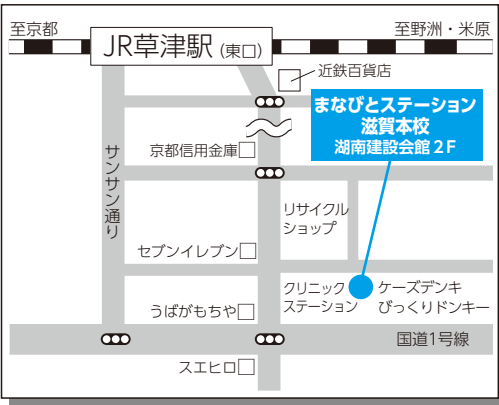 至京都
至野洲・米原
JR草津駅 (東口)
近鉄百貨店
まなびとステーション
滋賀本校
湖南建設会館2F
京都信用金庫
サンサン通り
リサイクル
ショップ
セブンイレブン
クリニック
ステーション
ケーズデンキ
びっくりドンキー
うばがもちや
国道1号線
スエヒロ